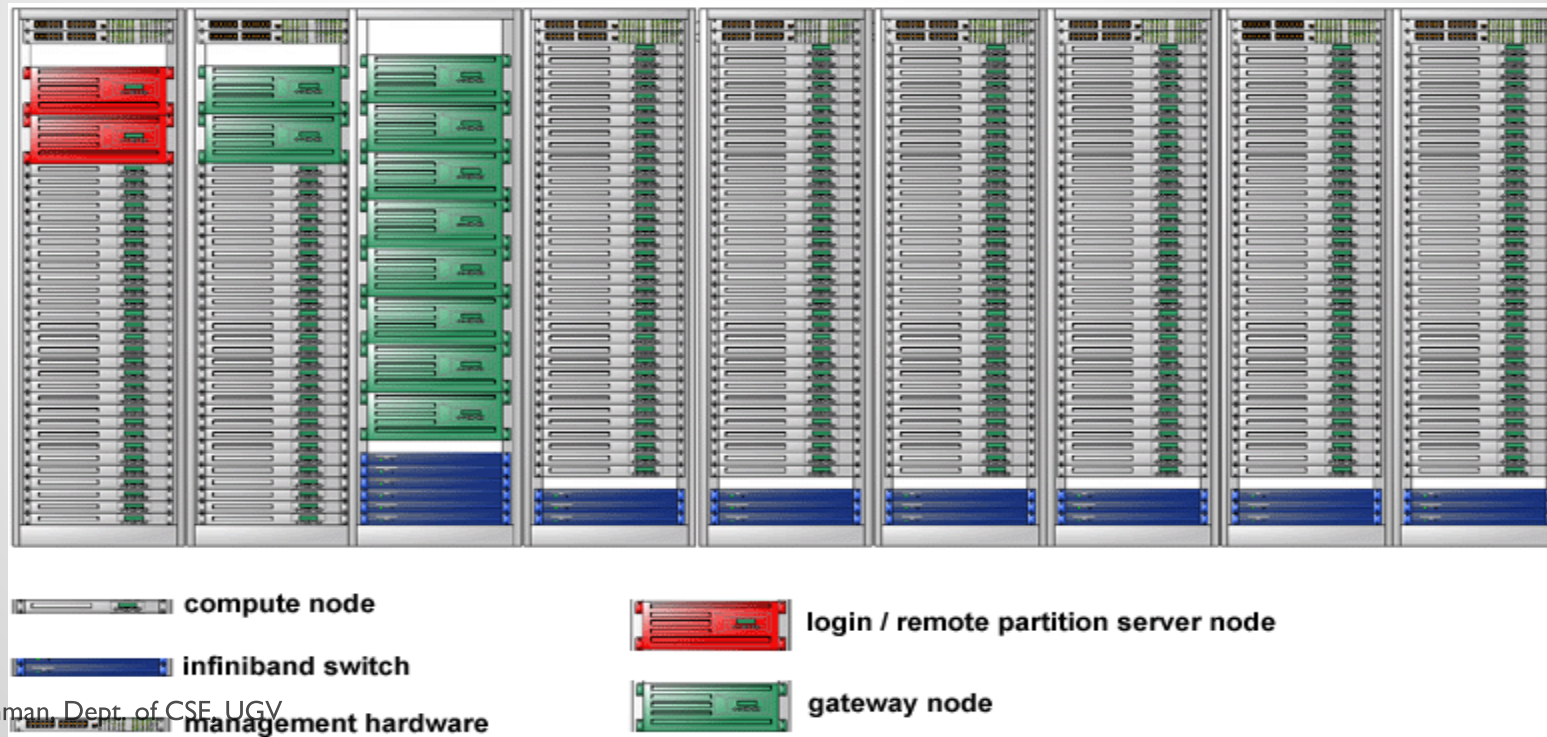 compute node
login / remote partition server node
infiniband switch
gateway node
man, Dept. of CSE, UGV
management hardware